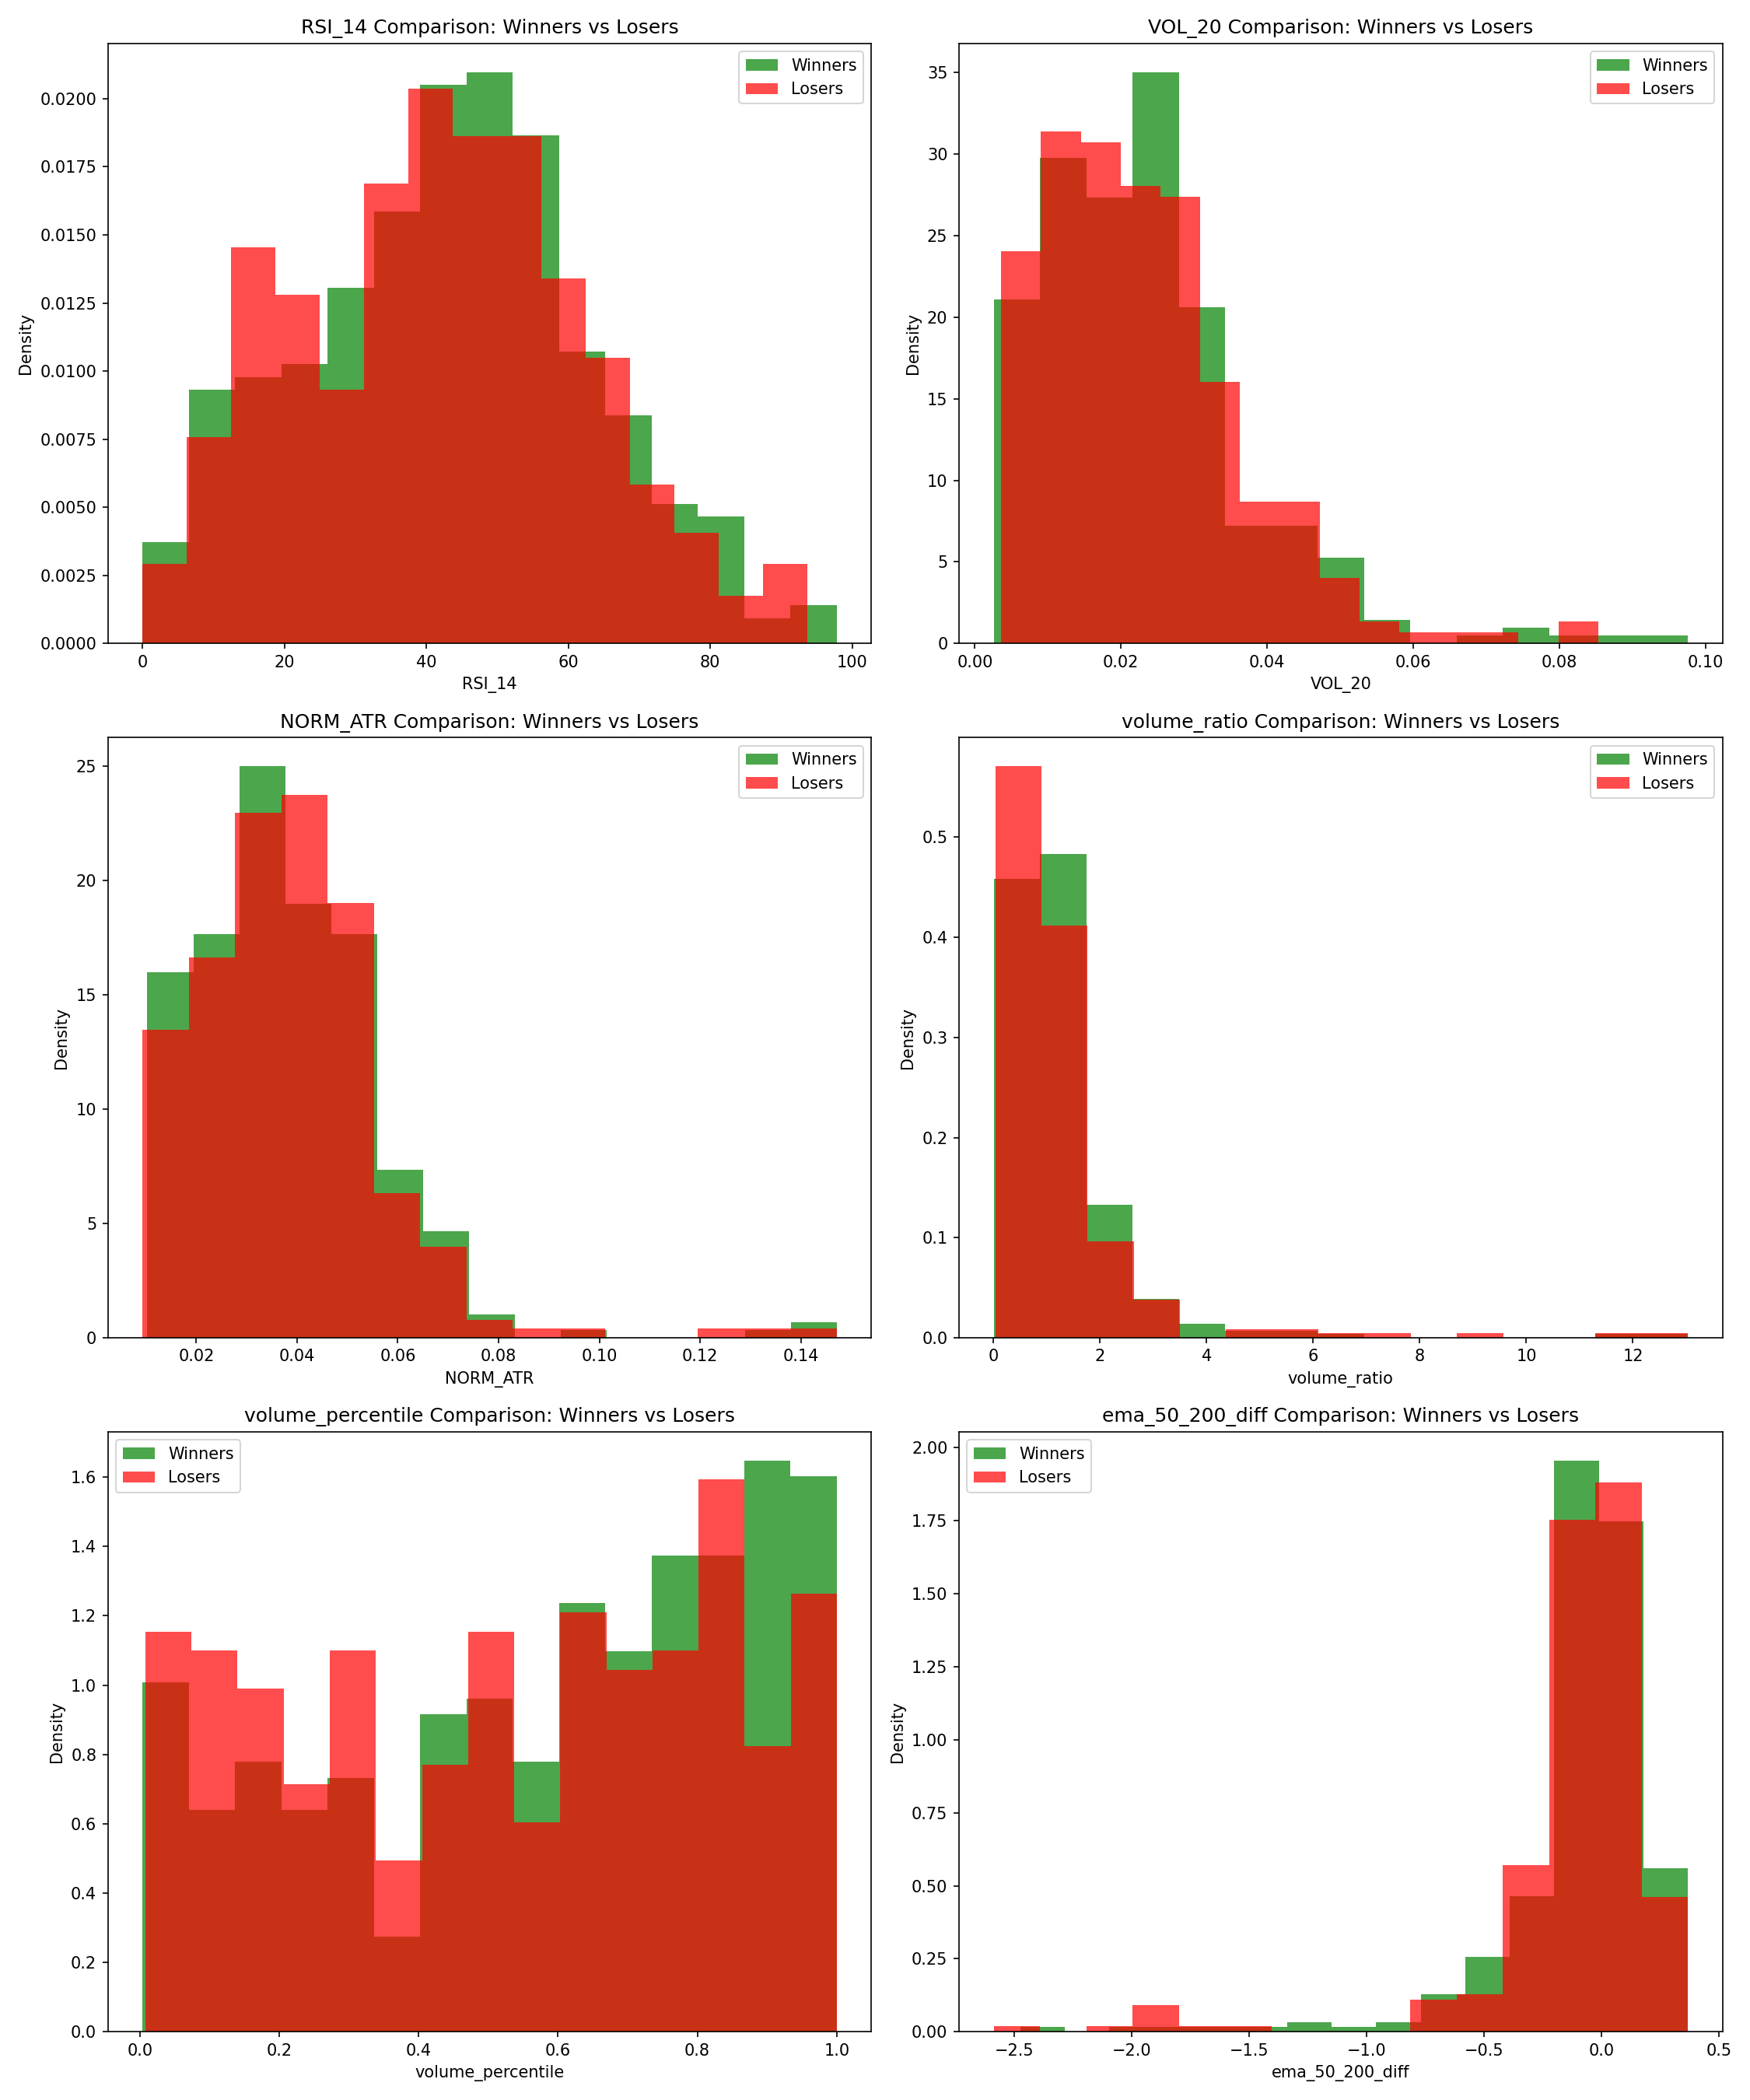 RSI_14 Comparison: Winners vs Losers
Winners
Losers
Density
0.0200
0.0175
0.0150
0.0125
0.0100
0.0075
0.0050
0.0025
0.0000
0
20
40
60
80
100
RSI_14
VOL_20 Comparison: Winners vs Losers
Winners
Losers
Density
35
30
25
20
15
10
5
0
0.00
0.02
0.04
0.06
0.08
0.10
VOL_20
NORM_ATR Comparison: Winners vs Losers
Winners
Losers
Density
25
20
15
10
5
0
0.02
0.04
0.06
0.08
0.10
0.12
0.14
NORM_ATR
volume_ratio Comparison: Winners vs Losers
Winners
Losers
Density
0.5
0.4
0.3
0.2
0.1
0.0
0
2
4
6
8
10
12
volume_ratio
volume_percentile Comparison: Winners vs Losers
Winners
Losers
Density
1.6
1.4
1.2
1.0
0.8
0.6
0.4
0.2
0.0
0.0
0.2
0.4
0.6
0.8
1.0
volume_percentile
ema_50_200_diff Comparison: Winners vs Losers
Winners
Losers
Density
2.00
1.75
1.50
1.25
1.00
0.75
0.50
0.25
0.00
−2.5
−2.0
−1.5
−1.0
−0.5
0.0
0.5
ema_50_200_diff